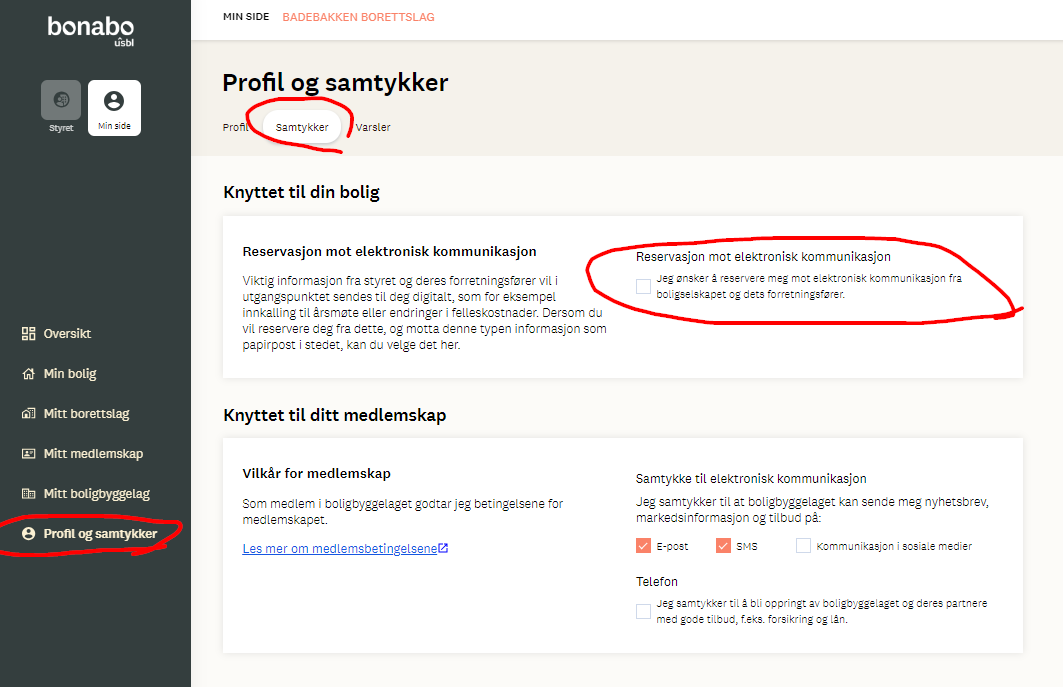 bonabo
usbl
Styret
Min side
Oversikt
Min bolig
Mitt borettslag
Mitt medlemskap
Mitt boligbyggelag
Profil og samtykker
MIN SIDE BADEBAKKEN BORETTSLAG
Profil og samtykker
Profil Samtykker Varsler
Knyttet til din bolig
Reservasjon mot elektronisk kommunikasjon
Viktig informasjon fra styret og deres forretningsfører vil i
utgangspunktet sendes til deg digitalt, som for eksempel
innkalling til årsmøte eller endringer i felleskostnader. Dersom du
vil reservere deg fra dette, og motta denne typen informasjon som
papirpost i stedet, kan du velge det her.
Reservasjon mot elektronisk kommunikasjon
Jeg ønsker å reservere meg mot elektronisk kommunikasjon fra
boligselskapet og dets forretningsfører.
Knyttet til ditt medlemskap
Vilkår for medlemskap
Som medlem i boligbyggelaget godtar jeg betingelsene for
medlemskapet.
Les mer om medlemsbetingelsene
Samtykke til elektronisk kommunikasjon
Jeg samtykker til at boligbyggelaget kan sende meg nyhetsbrev,
markedsinformasjon og tilbud på:
E-post SMS Kommunikasjon i sosiale medier
Telefon
Jeg samtykker til å bli oppringt av boligbyggelaget og deres partnere
med gode tilbud, f.eks. forsikring og lån.